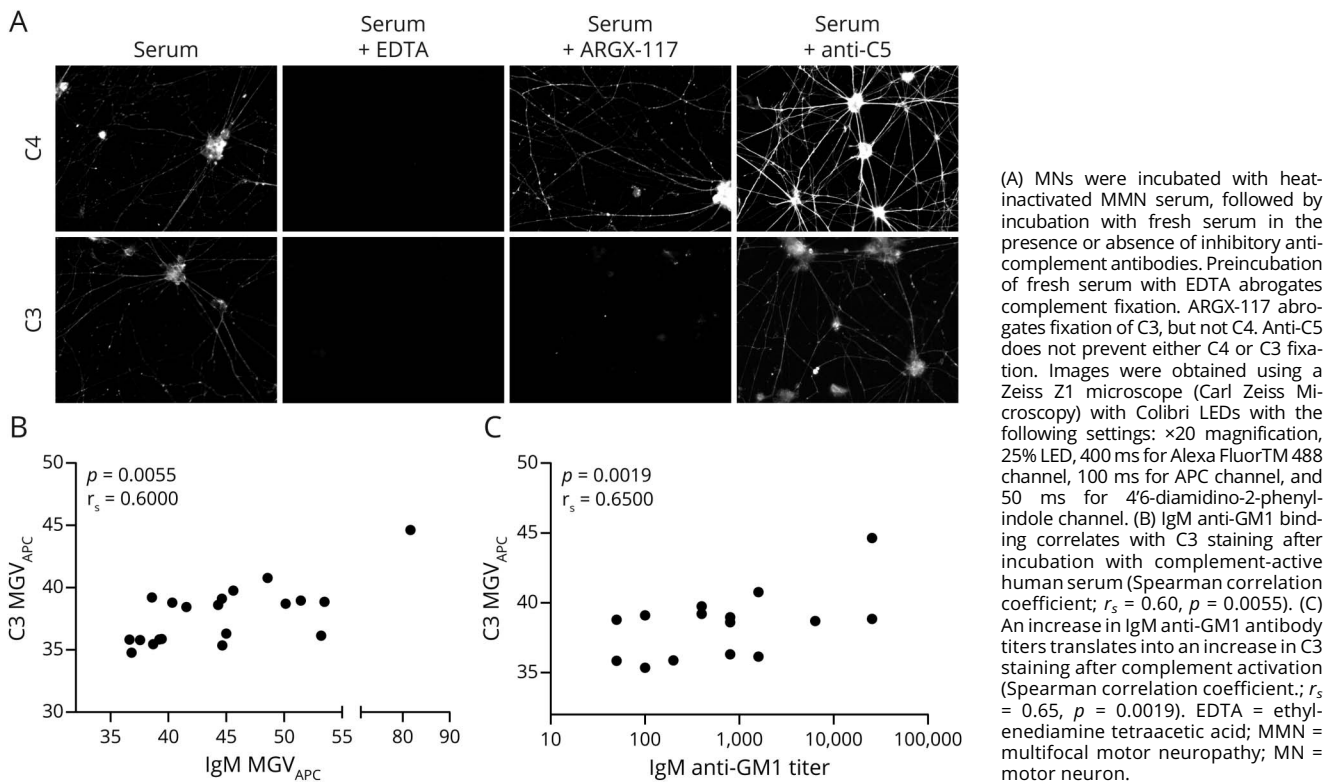 A
Serum
Serum
+ EDTA
Serum
+ ARGX-117
Serum
+ anti-C5
C4
C3
B
50
45
40
35
30
p = 0.0055
rs = 0.6000
C3 MGVAPC
35 40 45 50 55 80 90
IgM MGVAPC
C
50
45
40
35
p = 0.0019
rs = 0.6500
C3 MGVAPC
10 100 1,000 10,000 100,000
IgM anti-GM1 titer
(A) MNs were incubated with heat-
inactivated MMN serum, followed by
incubation with fresh serum in the
presence or absence of inhibitory anti-
complement antibodies. Preincubation
of fresh serum with EDTA abrogates
complement fixation. ARGX-117 abro-
gates fixation of C3, but not C4. Anti-C5
does not prevent either C4 or C3 fixa-
tion. Images were obtained using a
Zeiss Z1 microscope (Carl Zeiss Mi-
croscopy) with Colibri LEDs with the
following settings: ×20 magnification,
25% LED, 400 ms for Alexa FluorTM 488
channel, 100 ms for APC channel, and
50 ms for 4′6-diamidino-2-phenyl-
indole channel. (B) IgM anti-GM1 bind-
ing correlates with C3 staining after
incubation with complement-active
human serum (Spearman correlation
coefficient; rs = 0.60, p = 0.0055). (C)
An increase in IgM anti-GM1 antibody
titers translates into an increase in C3
staining after complement activation
(Spearman correlation coefficient.; rs
= 0.65, p = 0.0019). EDTA = ethyl-
enediamine tetraacetic acid; MMN =
multifocal motor neuropathy; MN =
motor neuron.